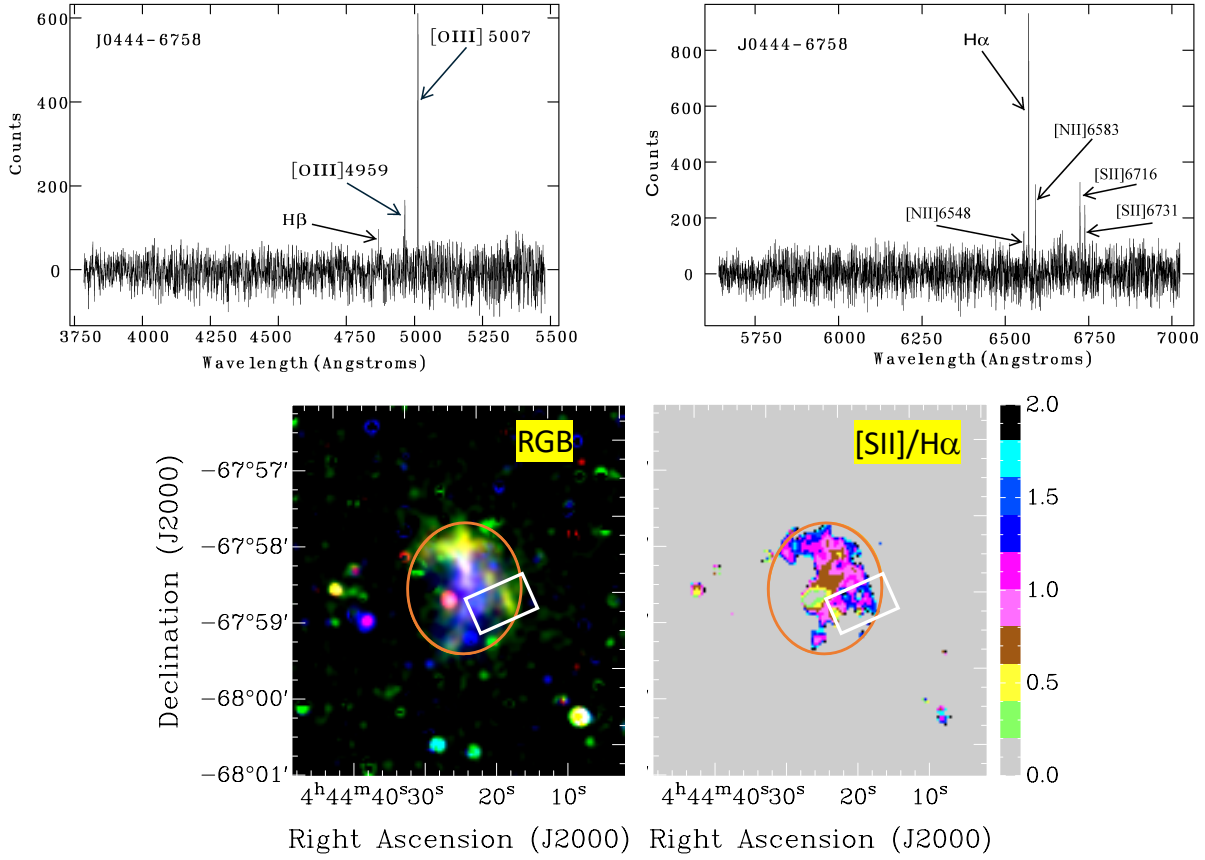 J0444-6758
[OIII] 5007
[OIII]4959
Hβ
Counts
600
400
200
0
3750 4000 4250 4500 4750 5000 5250 5500
Wavelength (Angstroms)
J0444-6758
Hα
[NII]6583
[SII]6716
[NII]6548
[SII]6731
Counts
800
600
400
200
0
5750 6000 6250 6500 6750 7000
Wavelength (Angstroms)
RGB
Declination (J2000)
−67°57′
−67°58′
−67°59′
−68°00′
−68°01′
4ʰ44ᵐ40ˢ30ˢ 20ˢ 10ˢ
Right Ascension (J2000)
[SII]/Hα
2.0
1.5
1.0
0.5
0.0
4ʰ44ᵐ40ˢ30ˢ 20ˢ 10ˢ
Right Ascension (J2000)